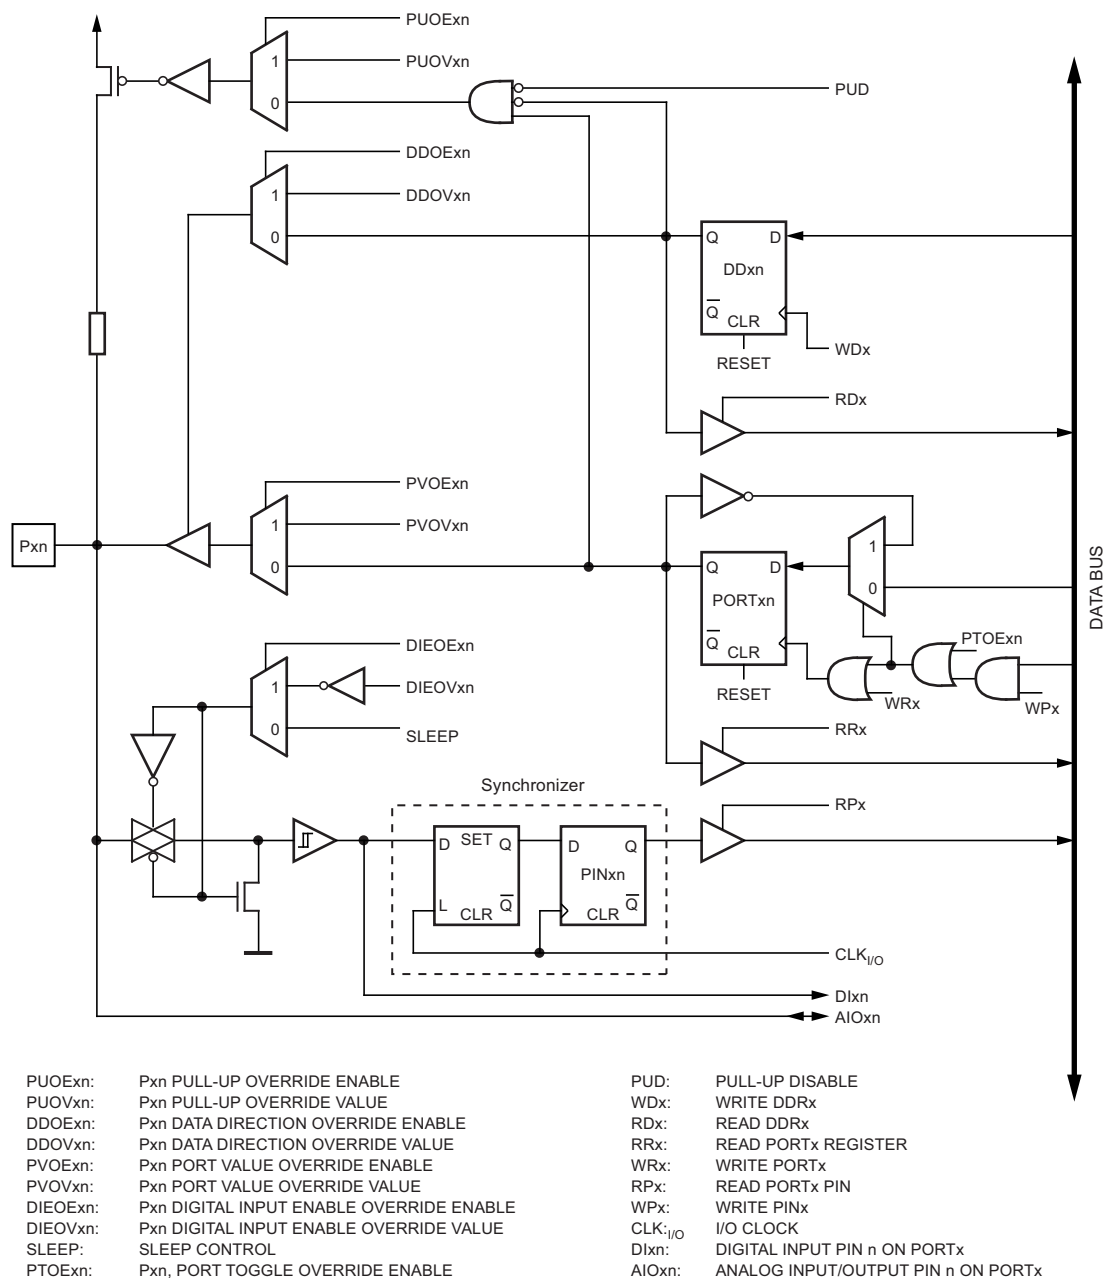 PUOExn
PUOVxn
1
0
PUD
DDOExn
DDOVxn
1
0
Q D
DDxn
Q
CLR
RESET
WDx
RDx
PVOExn
PVOVxn
1
0
Pxn
1
0
Q D
PORTxn
Q
CLR
RESET
PTOExn
WRx
WPx
DATA BUS
DIEOExn
DIEOVxn
1
0
SLEEP
RRx
Synchronizer
RPx
D SET Q
L
CLR
Q
D Q
PINxn
CLR
Q
CLK I/O
DIxn
AIOxn
PUOExn: Pxn PULL-UP OVERRIDE ENABLE
PUOVxn: Pxn PULL-UP OVERRIDE VALUE
DDOExn: Pxn DATA DIRECTION OVERRIDE ENABLE
DDOVxn: Pxn DATA DIRECTION OVERRIDE VALUE
PVOExn: Pxn PORT VALUE OVERRIDE ENABLE
PVOVxn: Pxn PORT VALUE OVERRIDE VALUE
DIEOExn: Pxn DIGITAL INPUT ENABLE OVERRIDE ENABLE
DIEOVxn: Pxn DIGITAL INPUT ENABLE OVERRIDE VALUE
SLEEP: SLEEP CONTROL
PTOExn: Pxn, PORT TOGGLE OVERRIDE ENABLE
PUD: PULL-UP DISABLE
WDx: WRITE DDRx
RDx: READ DDRx
RRx: READ PORTx REGISTER
WRx: WRITE PORTx
RPx: READ PORTx PIN
WPx: WRITE PINx
CLK: I/O I/O CLOCK
DIxn: DIGITAL INPUT PIN n ON PORTx
AIOxn: ANALOG INPUT/OUTPUT PIN n ON PORTx